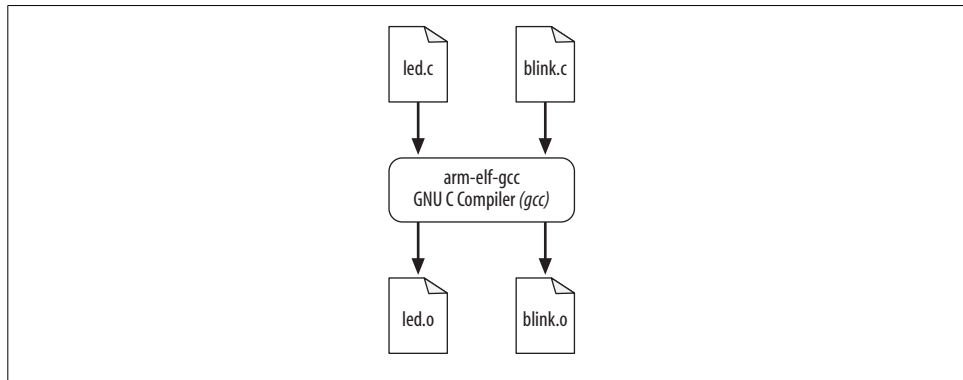 led.c
blink.c
arm-elf-gcc
GNU C Compiler (gcc)
led.o
blink.o